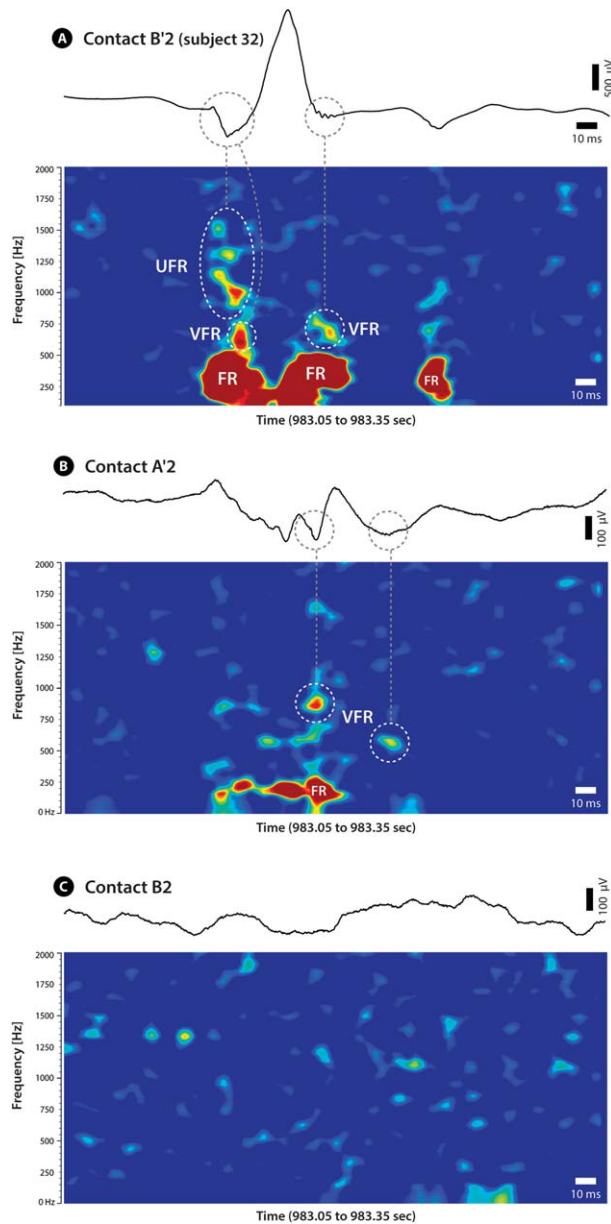 A Contact B'2 (subject 32)
500 µV
10 ms
2000
1750
1500
1250
1000
750
500
250
Frequency [Hz]
UFR
VFR
VFR
FR
FR
FR
10 ms
Time (983.05 to 983.35 sec)
B Contact A'2
100 µV
2000
1750
1500
1250
1000
750
500
250
0 Hz
Frequency [Hz]
VFR
FR
10 ms
Time (983.05 to 983.35 sec)
C Contact B2
100 µV
2000
1750
1500
1250
1000
750
500
250
0 Hz
Frequency [Hz]
10 ms
Time (983.05 to 983.35 sec)